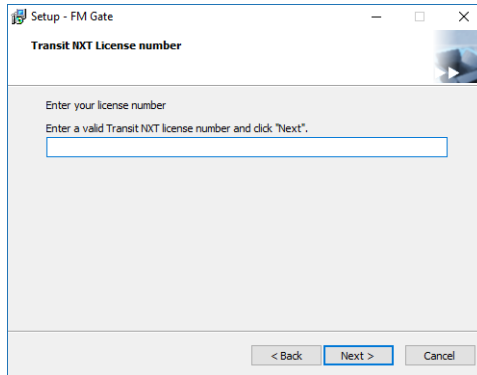 Setup - FM Gate
Transit NXT License number
Enter your license number
Enter a valid Transit NXT license number and click "Next".
< Back
Next >
Cancel